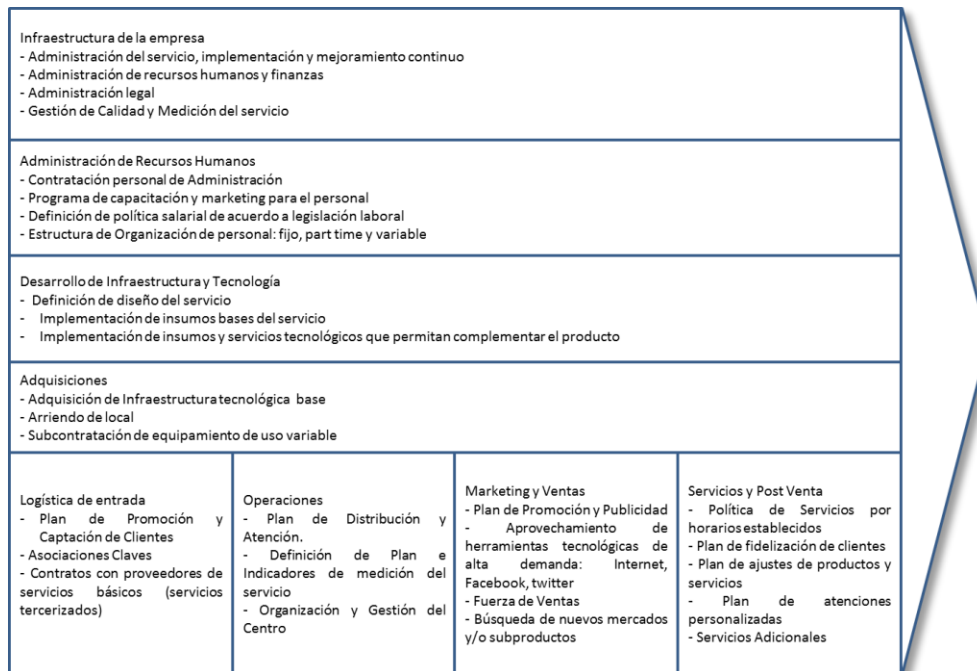 Infraestructura de la empresa
- Administración del servicio, implementación y mejoramiento continuo
- Administración de recursos humanos y finanzas
- Administración legal
- Gestión de Calidad y Medición del servicio
Administración de Recursos Humanos
- Contratación personal de Administración
- Programa de capacitación y marketing para el personal
- Definición de política salarial de acuerdo a legislación laboral
- Estructura de Organización de personal: fijo, part time y variable
Desarrollo de Infraestructura y Tecnología
- Definición de diseño del servicio
- Implementación de insumos bases del servicio
- Implementación de insumos y servicios tecnológicos que permitan complementar el producto
Adquisiciones
- Adquisición de Infraestructura tecnológica base
- Arriendo de local
- Subcontratación de equipamiento de uso variable
Logística de entrada
- Plan de Promoción y
Captación de Clientes
- Asociaciones Claves
- Contratos con proveedores de
servicios básicos (servicios
tercerizados)
Operaciones
- Plan de Distribución y
Atención.
- Definición de Plan e
Indicadores de medición del
servicio
- Organización y Gestión del
Centro
Marketing y Ventas
- Plan de Promoción y Publicidad
- Aprovechamiento de
herramientas tecnológicas de
alta demanda: Internet,
Facebook, twitter
- Fuerza de Ventas
- Búsqueda de nuevos mercados
y/o subproductos
Servicios y Post Venta
- Política de Servicios por
horarios establecidos
- Plan de fidelización de clientes
- Plan de ajustes de productos y
servicios
- Plan de atenciones
personalizadas
- Servicios Adicionales